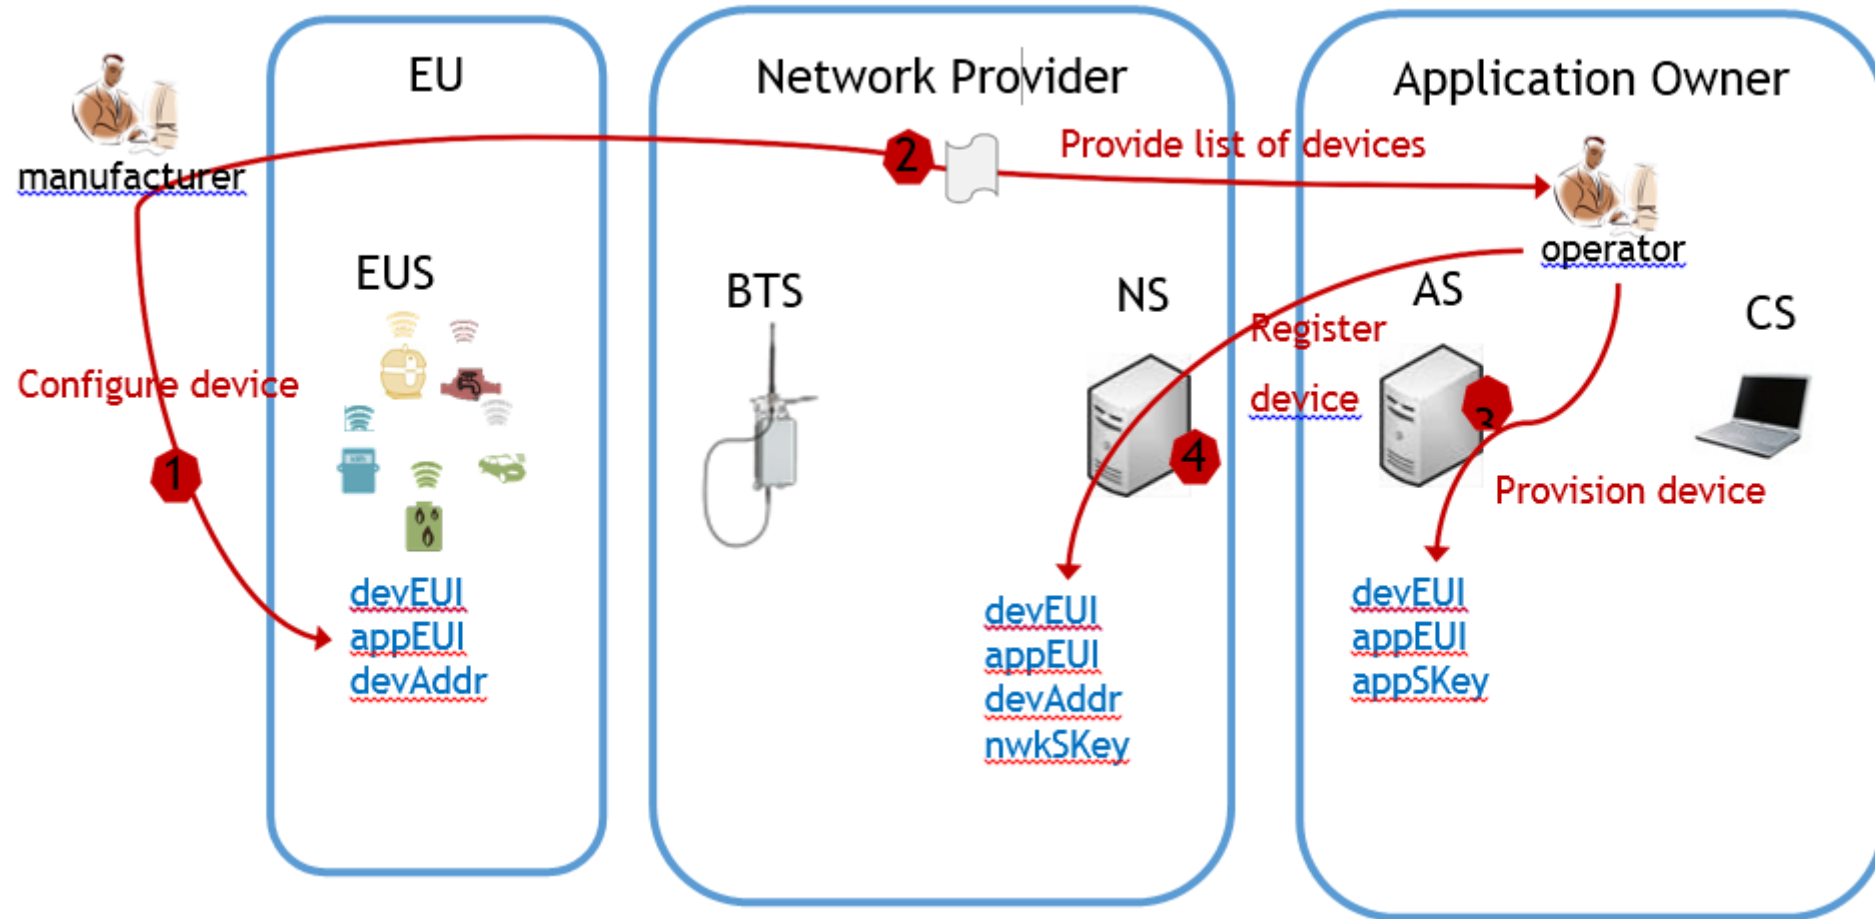 EU
Network Provider
Application Owner
manufacturer
2
Provide list of devices
operator
EUS
BTS
NS
AS
CS
Register
device
Configure device
1
4
3
Provision device
devEUI
appEUI
devAddr
devEUI
appEUI
devAddr
nwkSKey
devEUI
appEUI
appSKey